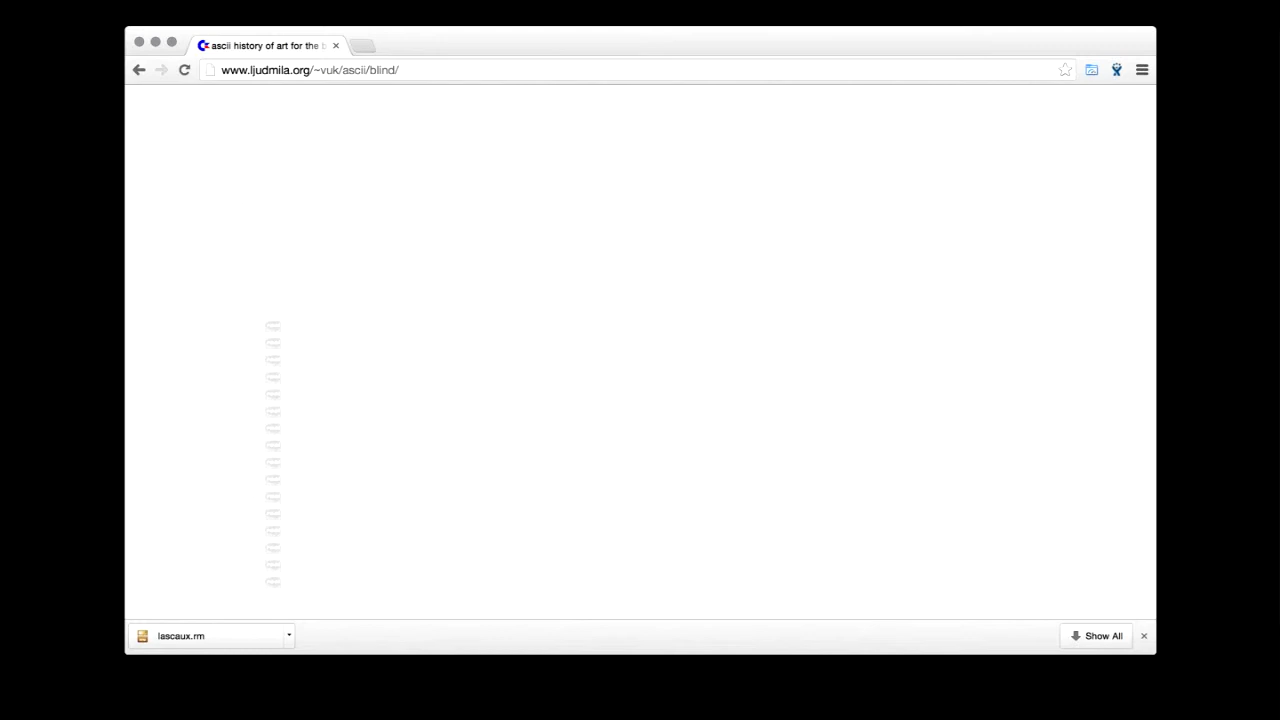 ascii history of art for the b
www.ljudmila.org/~vuk/ascii/blind/
lascaux.rm
Show All